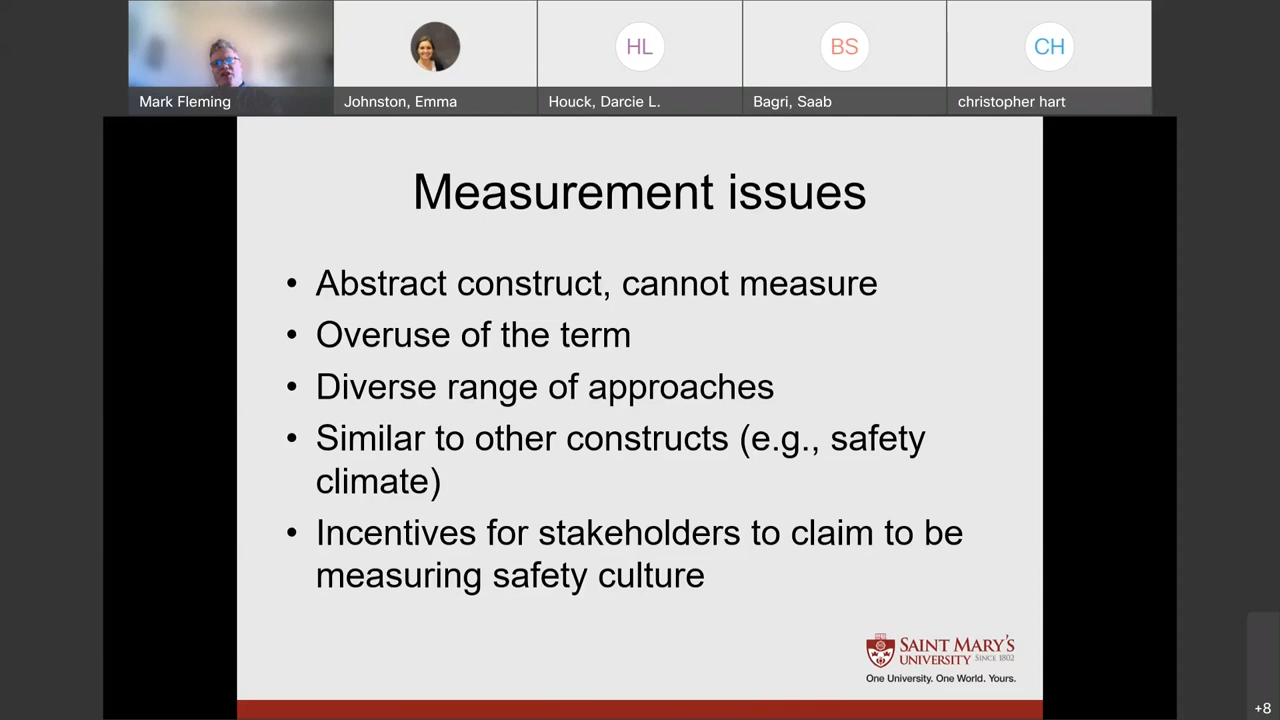 HL
BS
CH
Mark Fleming
Johnston, Emma
Houck, Darcie L.
Bagri, Saab
christopher hart
Measurement issues
• Abstract construct, cannot measure
• Overuse of the term
• Diverse range of approaches
• Similar to other constructs (e.g., safety
climate)
• Incentives for stakeholders to claim to be
measuring safety culture
SAINT MARY'S
UNIVERSITY SINCE 1802
One University. One World. Yours.
+8